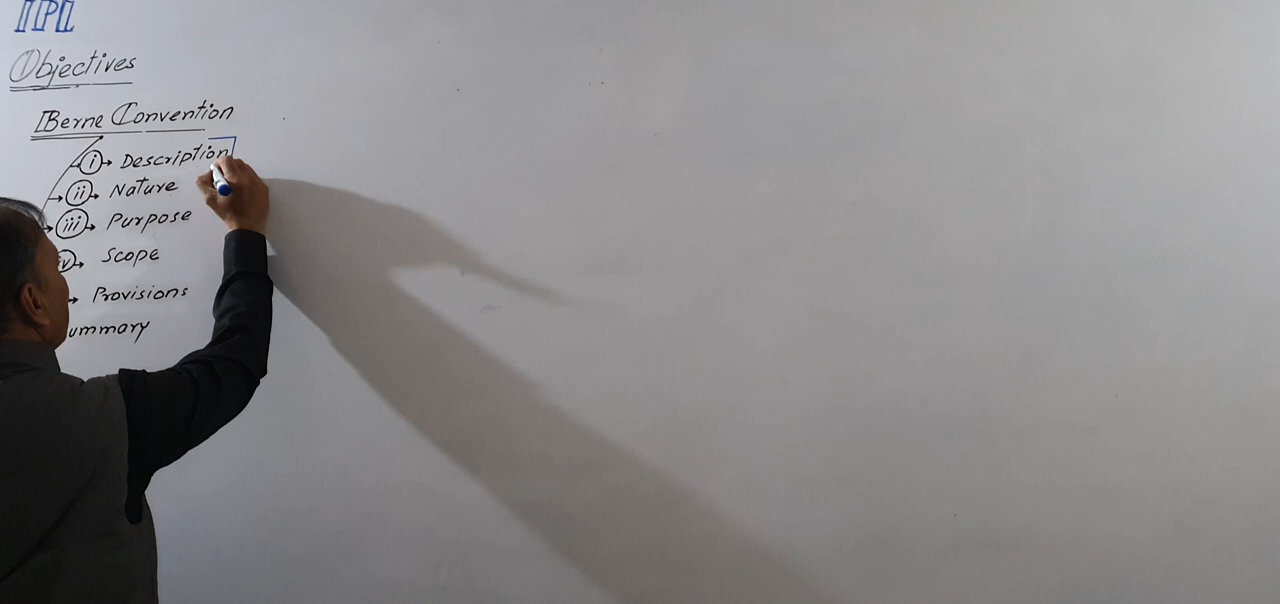 IPL
Objectives
Berne Convention
i → Description
ii → Nature
iii → Purpose
→ Scope
→ Provisions
ummary